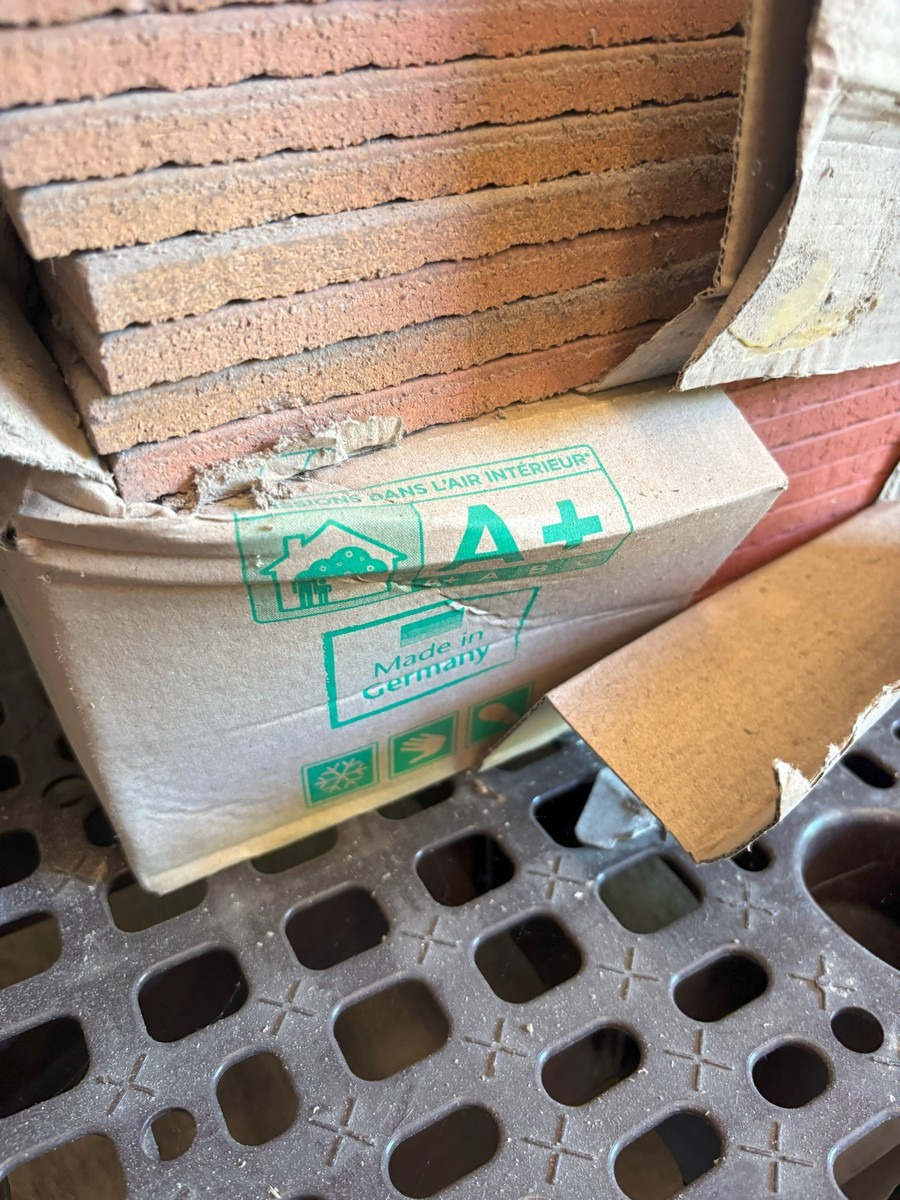 DANS L'AIR INTÉRIEUR*
A+
A+ A B C
Made in
Germany